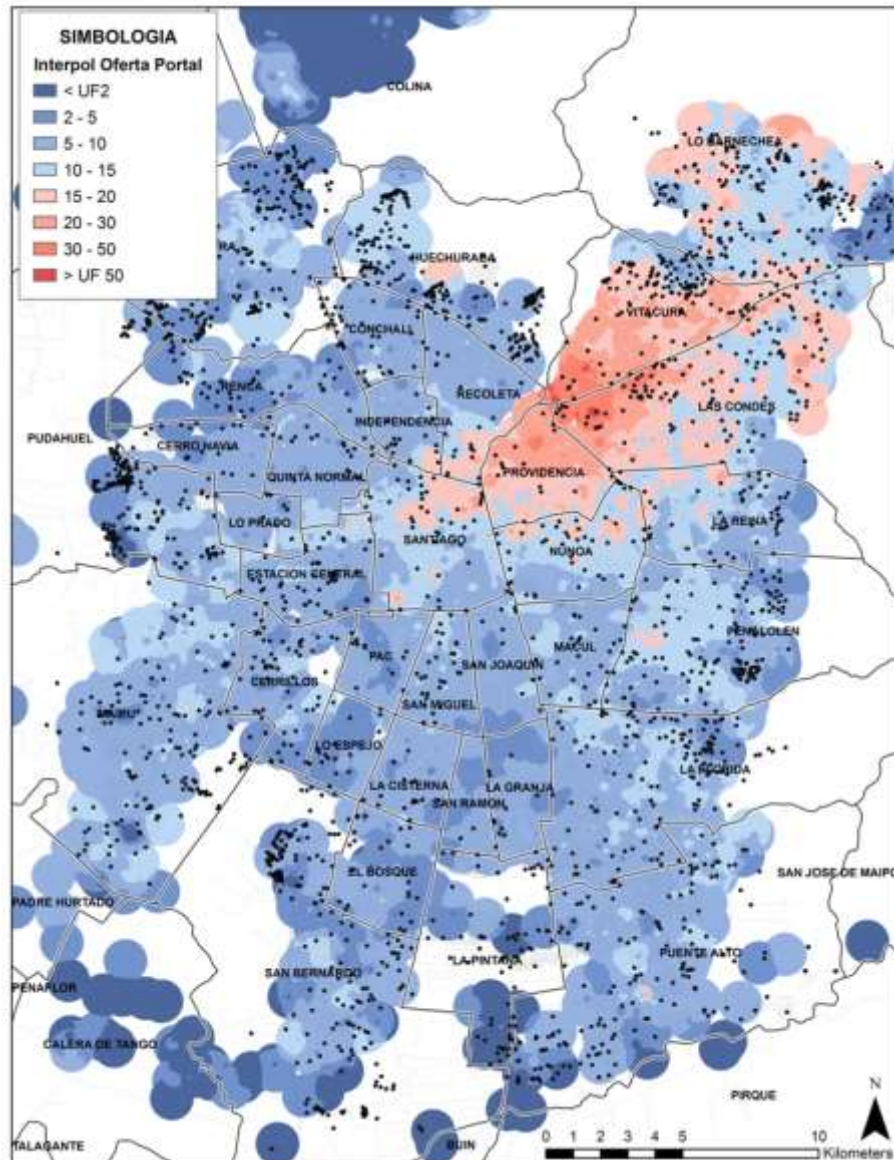 SIMBOLOGIA
Interpol Oferta Portal
< UF2
2 - 5
5 - 10
10 - 15
15 - 20
20 - 30
30 - 50
> UF 50
COLINA
LO BARNECHEA
HUECHURABA
VITACURA
CONCHALI
RENCA
RECOLETA
LAS CONDES
INDEPENDENCIA
PUDAHUEL
CERRO NAVIA
QUINTA NORMAL
PROVIDENCIA
LO PRADO
LA REINA
SANTIAGO
ÑUÑOA
ESTACION CENTRAL
PEÑALOLEN
PAC
SAN JOAQUIN
MACUL
CERRILLOS
SAN MIGUEL
MAIPU
LO ESPEJO
LA FLORIDA
LA CISTERNA
LA GRANJA
SAN RAMON
EL BOSQUE
SAN JOSE DE MAIPO
PADRE HURTADO
LA PINTANA
PUENTE ALTO
SAN BERNARDO
PEÑAFLOR
CALERA DE TANGO
PIRQUE
N
TALAGANTE
BUIN
0 1 2 3 4 5 10
Kilometers